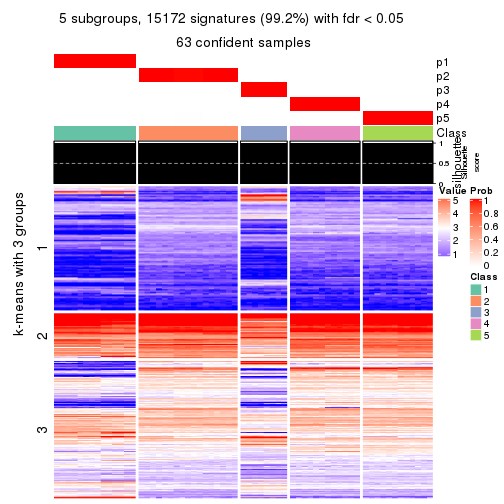 5 subgroups, 15172 signatures (99.2%) with fdr < 0.05
63 confident samples
p1
p2
p3
p4
p5
Class
1
0.5
0
silhouette
Silhouette
score
k-means with 3 groups
1
2
3
Value
5
4
3
2
1
Prob
1
0.8
0.6
0.4
0.2
0
Class
1
2
3
4
5